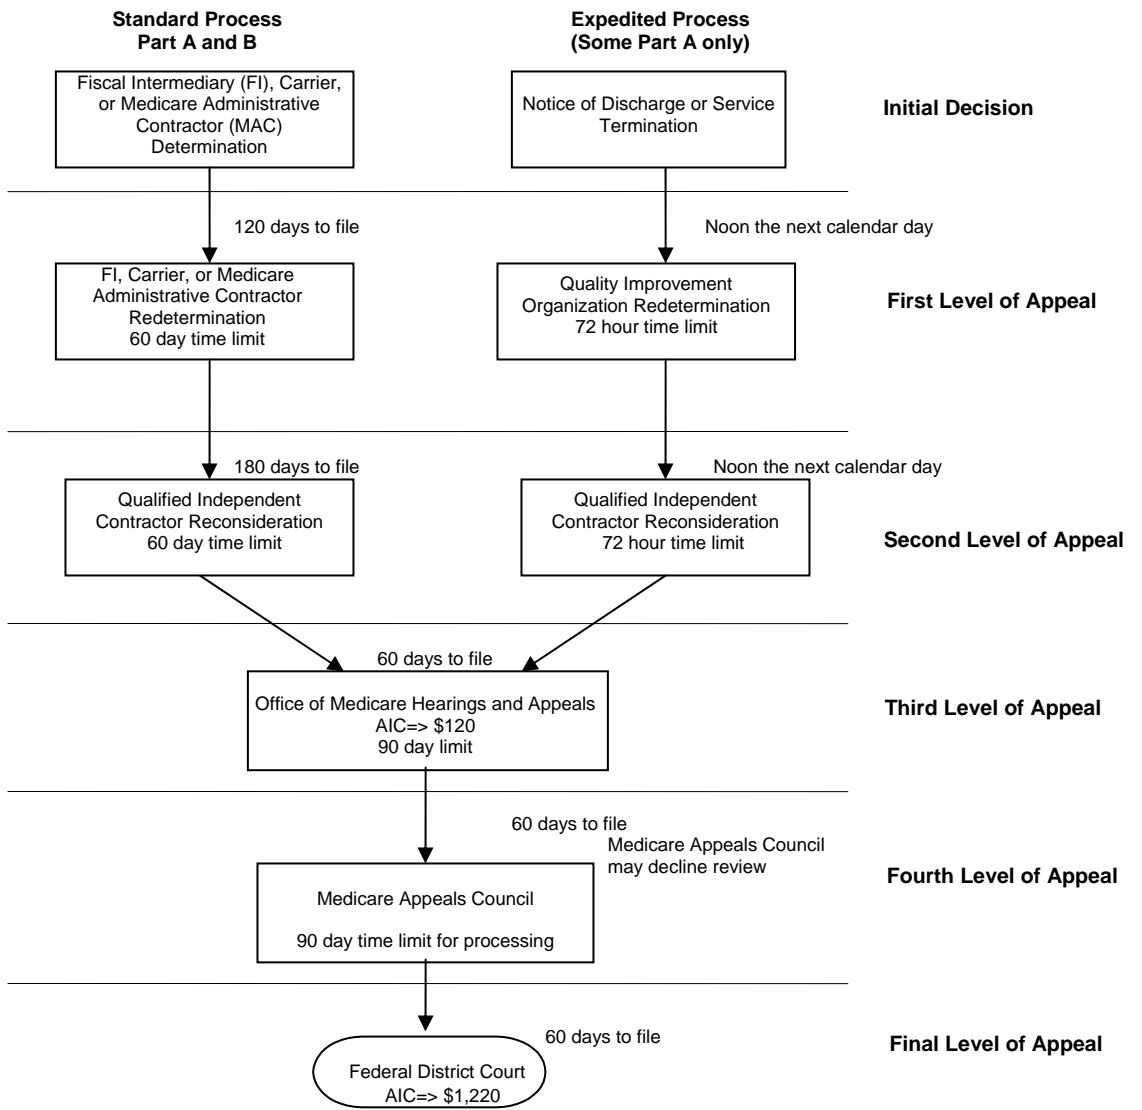 Standard Process
Part A and B
Expedited Process
(Some Part A only)
Fiscal Intermediary (FI), Carrier,
or Medicare Administrative
Contractor (MAC)
Determination
Notice of Discharge or Service
Termination
Initial Decision
120 days to file
Noon the next calendar day
FI, Carrier, or Medicare
Administrative Contractor
Redetermination
60 day time limit
Quality Improvement
Organization Redetermination
72 hour time limit
First Level of Appeal
180 days to file
Noon the next calendar day
Qualified Independent
Contractor Reconsideration
60 day time limit
Qualified Independent
Contractor Reconsideration
72 hour time limit
Second Level of Appeal
60 days to file
Office of Medicare Hearings and Appeals
AIC=> $120
90 day limit
Third Level of Appeal
60 days to file
Medicare Appeals Council
may decline review
Medicare Appeals Council
90 day time limit for processing
Fourth Level of Appeal
60 days to file
Federal District Court
AIC=> $1,220
Final Level of Appeal